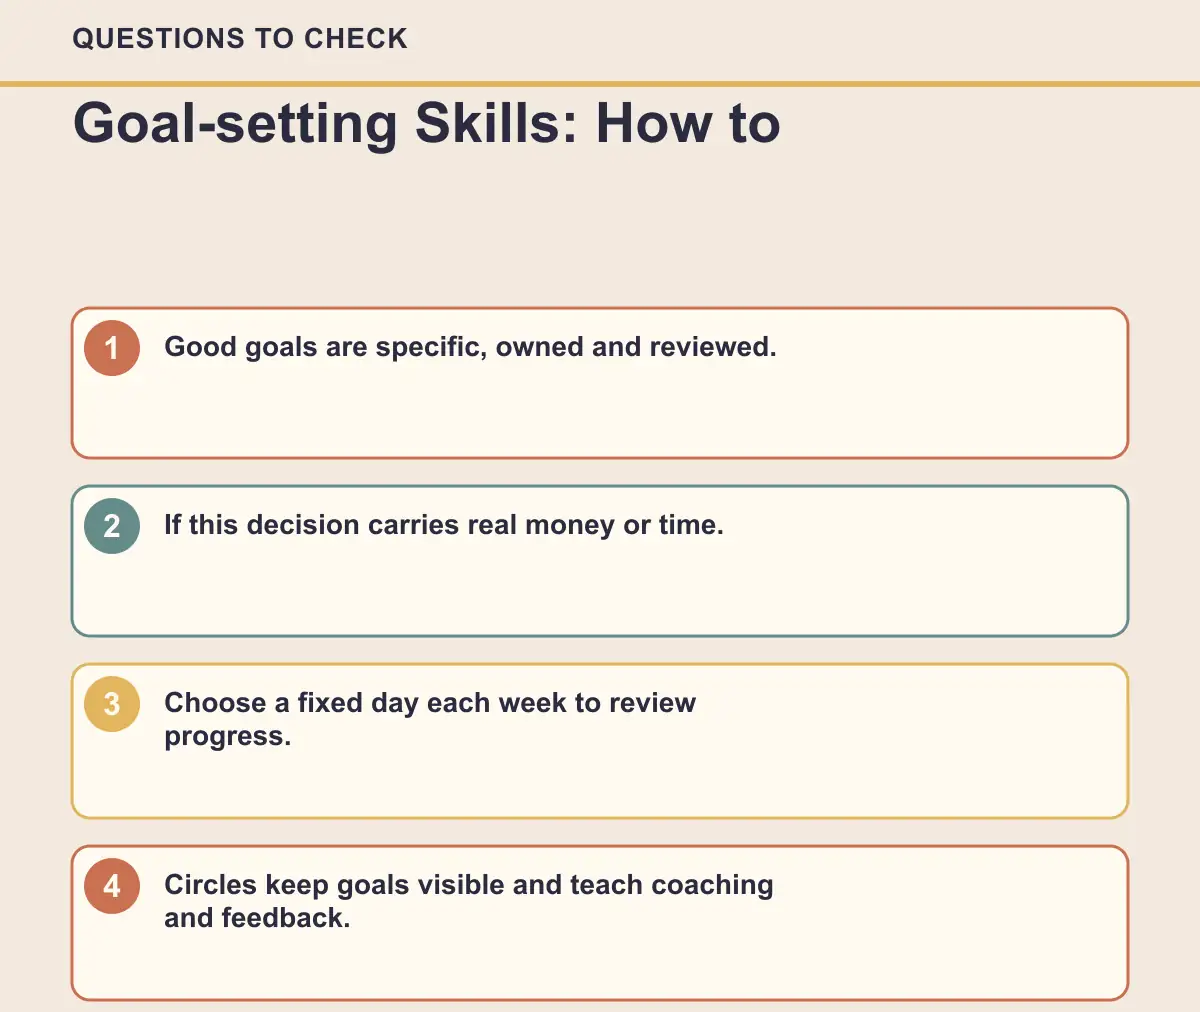 QUESTIONS TO CHECK
Goal-setting Skills: How to
1
Good goals are specific, owned and reviewed.
2
If this decision carries real money or time.
3
Choose a fixed day each week to review
progress.
4
Circles keep goals visible and teach coaching
and feedback.